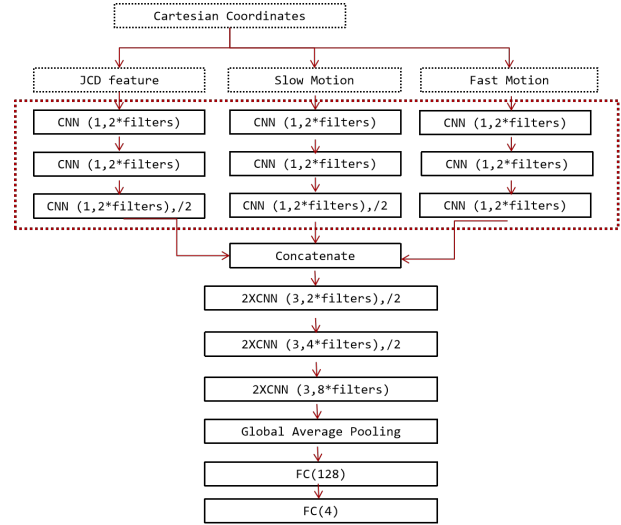 Cartesian Coordinates
JCD feature
Slow Motion
Fast Motion
CNN (1,2*filters)
CNN (1,2*filters)
CNN (1,2*filters)
CNN (1,2*filters)
CNN (1,2*filters)
CNN (1,2*filters)
CNN (1,2*filters),/2
CNN (1,2*filters),/2
CNN (1,2*filters)
Concatenate
2XCNN (3,2*filters),/2
2XCNN (3,4*filters),/2
2XCNN (3,8*filters)
Global Average Pooling
FC(128)
FC(4)